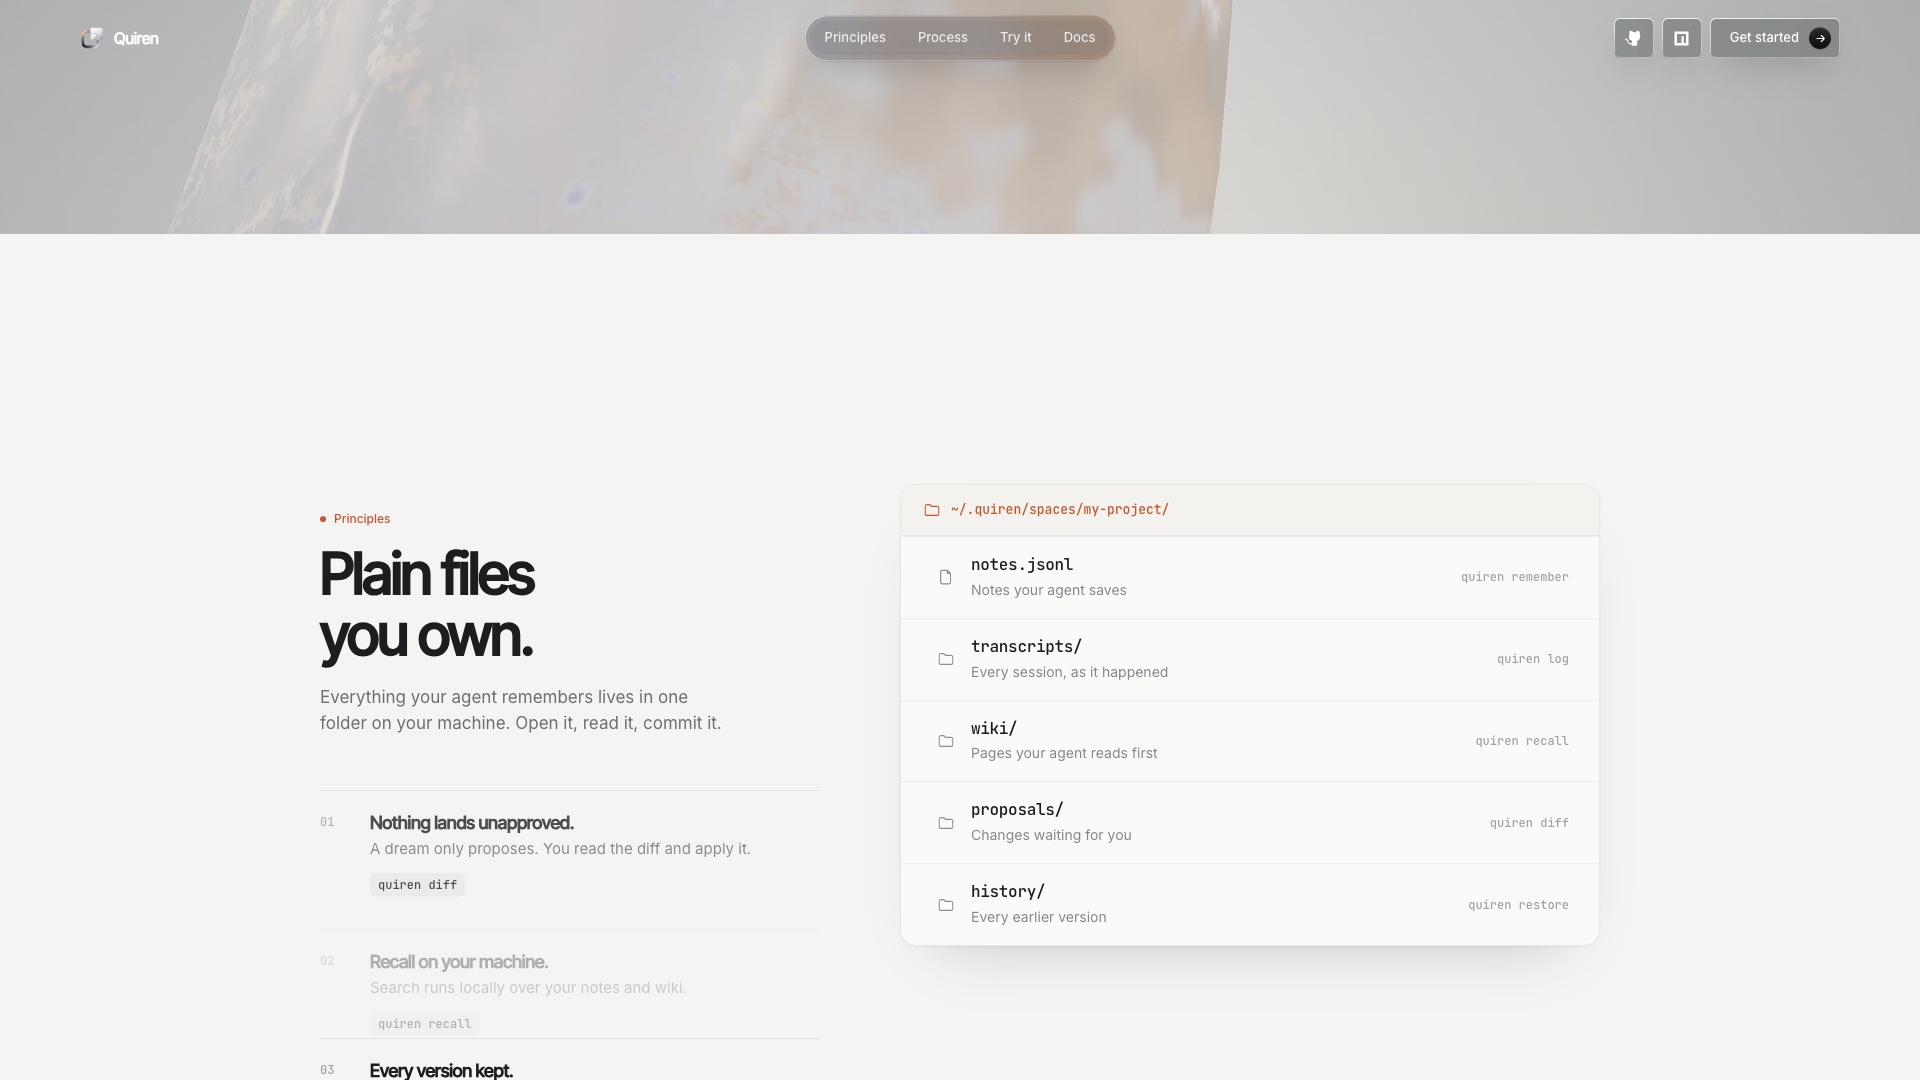 Quiren
Principles
Process
Try it
Docs
Get started
Principles
Plain files
you own.
Everything your agent remembers lives in one
folder on your machine. Open it, read it, commit it.
01
Nothing lands unapproved.
A dream only proposes. You read the diff and apply it.
quiren diff
02
Recall on your machine.
Search runs locally over your notes and wiki.
quiren recall
03
Every version kept.
~/.quiren/spaces/my-project/
notes.jsonl
Notes your agent saves
quiren remember
transcripts/
Every session, as it happened
quiren log
wiki/
Pages your agent reads first
quiren recall
proposals/
Changes waiting for you
quiren diff
history/
Every earlier version
quiren restore